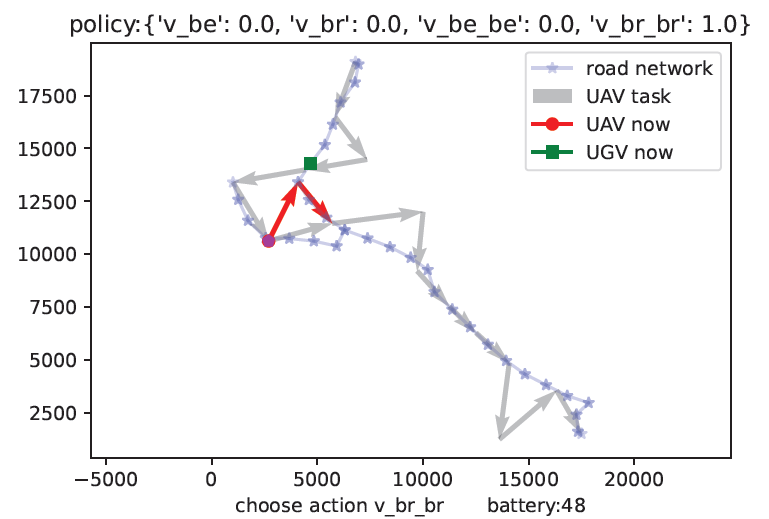 policy:{'v_be': 0.0, 'v_br': 0.0, 'v_be_be': 0.0, 'v_br_br': 1.0}
road network
UAV task
UAV now
UGV now
17500
15000
12500
10000
7500
5000
2500
−5000 0 5000 10000 15000 20000
choose action v_br_br battery:48